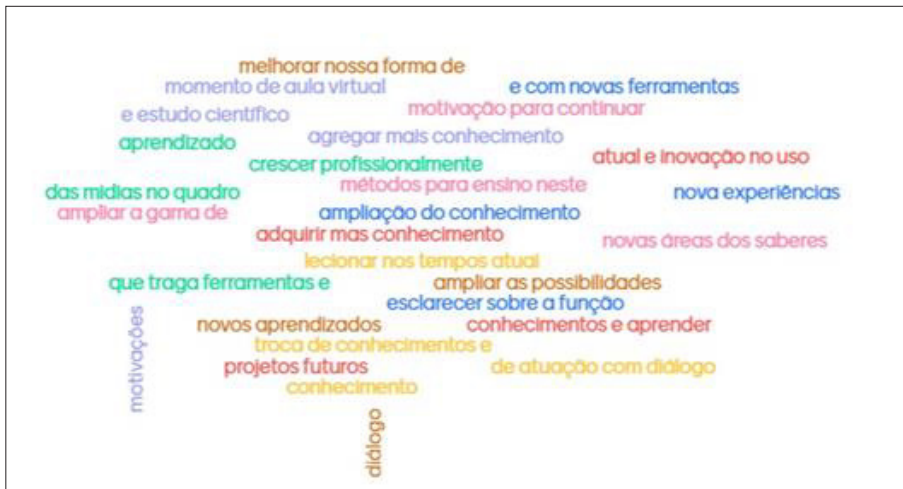 melhorar nossa forma de
momento de aula virtual
e com novas ferramentas
e estudo científico
motivação para continuar
aprendizado
agregar mais conhecimento
crescer profissionalmente
atual e inovação no uso
das midias no quadro
métodos para ensino neste
nova experiências
ampliar a gama de
ampliação do conhecimento
adquirir mas conhecimento
novas áreas dos saberes
lecionar nos tempos atual
que traga ferramentas e
ampliar as possibilidades
esclarecer sobre a função
motivações
novos aprendizados
conhecimentos e aprender
troca de conhecimentos e
projetos futuros
de atuação com diálogo
conhecimento
diálogo